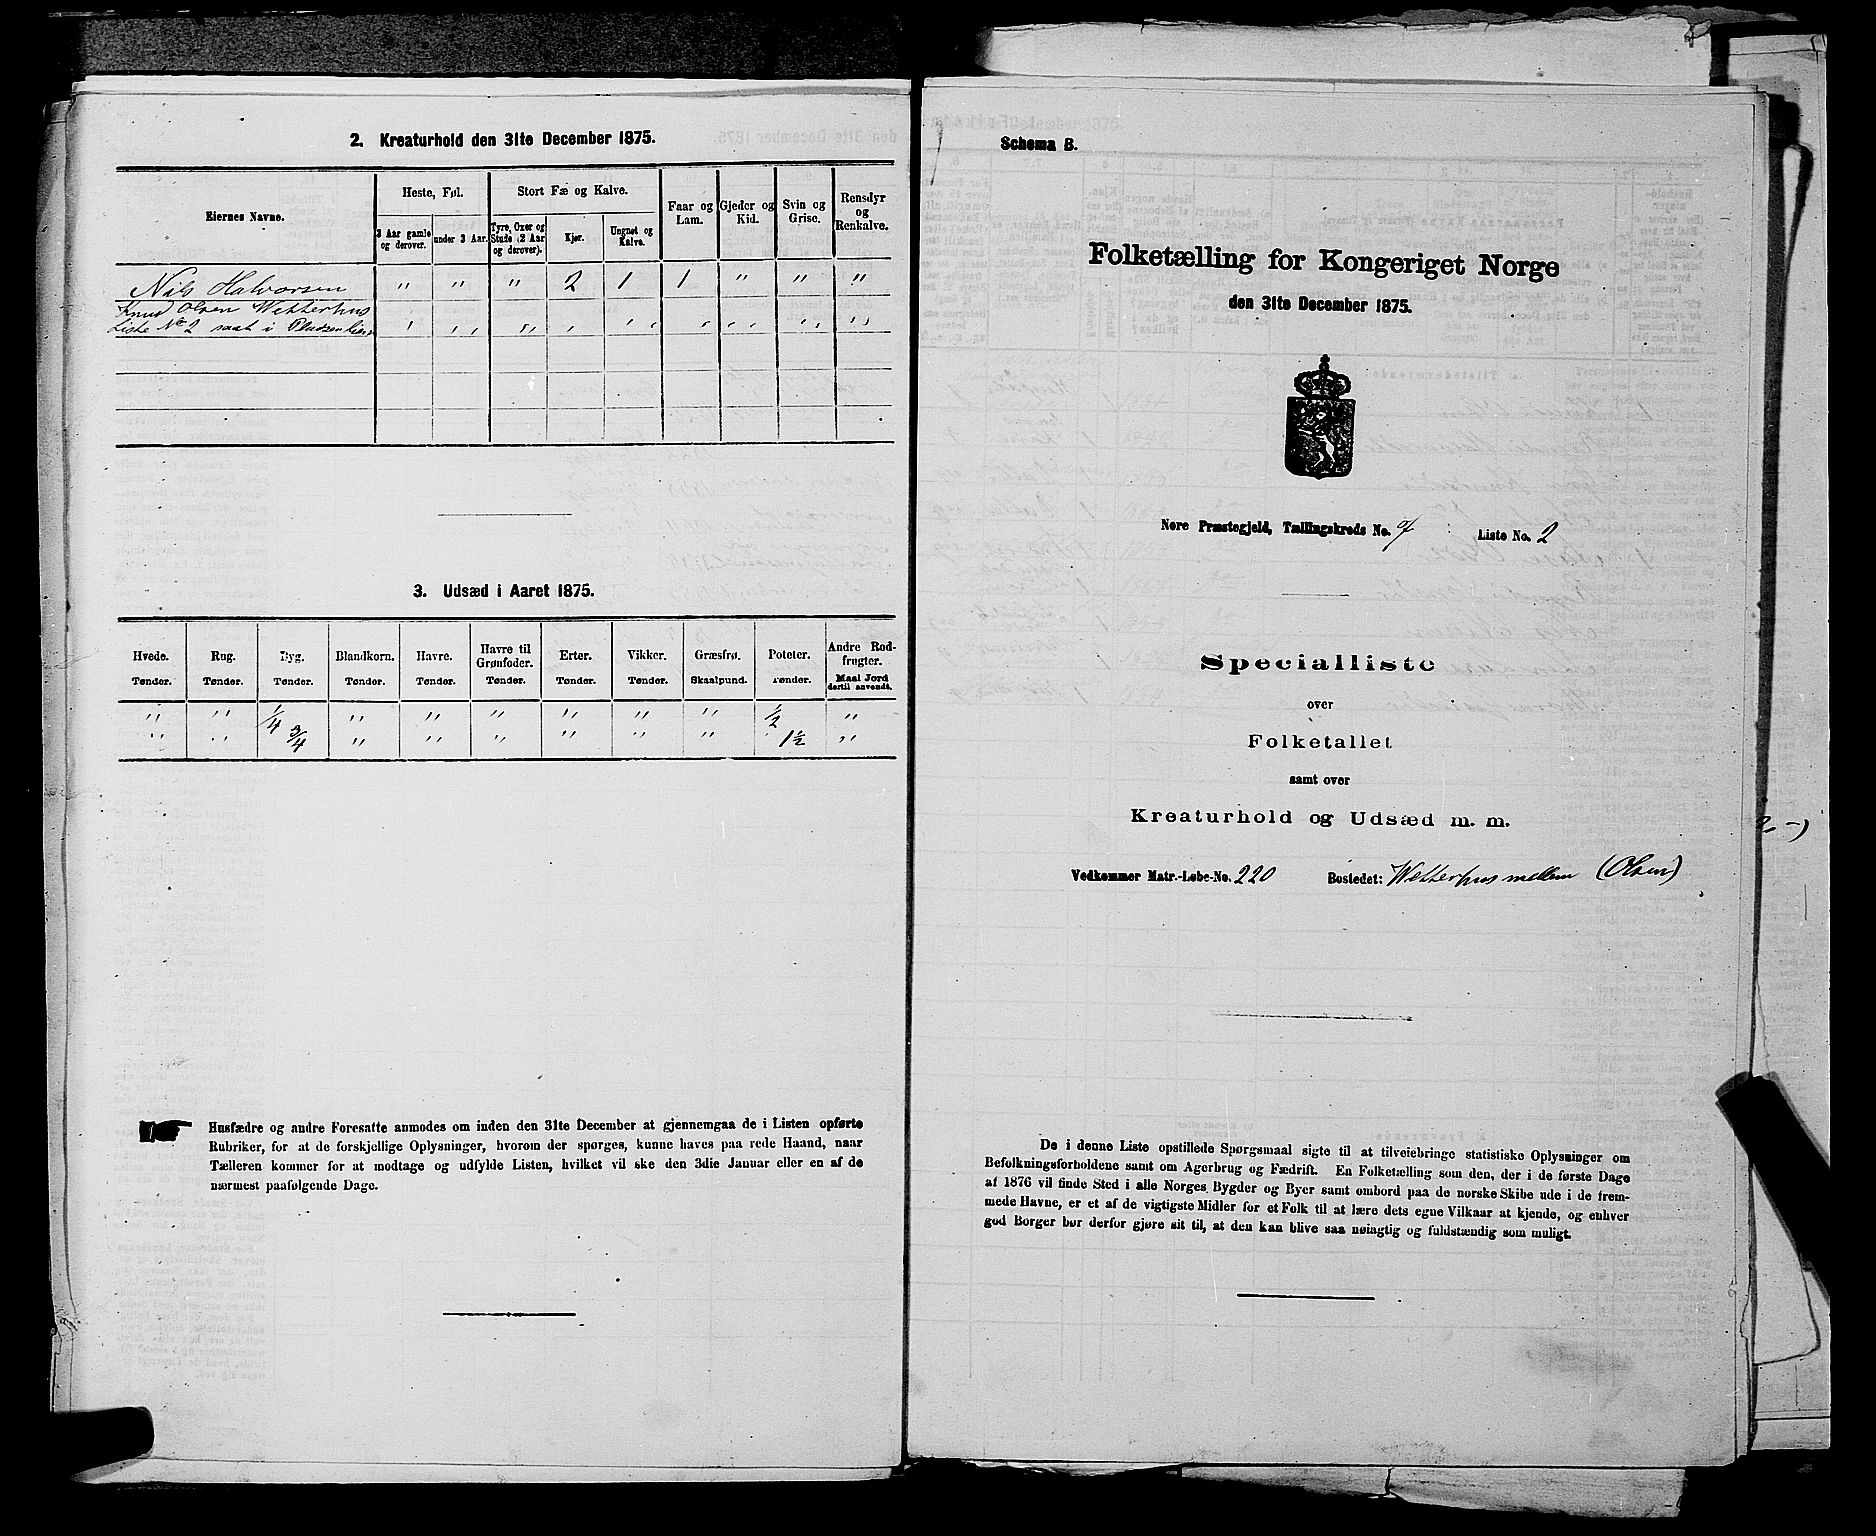 2. Kreaturhold den 31te December 1875.
Eiernes Navne. Heste, Føl. Stort Fæ og Kalve. Faar og Lam. Gjeder og Kid. Svin og Grise. Rensdyr og Renkalve.
3 Aar gamle og derover. under 3 Aar. Tyre, Oxer og Stude (2 Aar og derover). Kjør. Ungnøt og Kalve.
Nils Halvorsen " " " 2 1 1 " " "
Knud Olsen Wetterhus
Liste No 2 saat i " " " " " " " " "
3. Udsæd i Aaret 1875.
Hvede. Rug. Byg. Blandkorn. Havre. Havre til Grønfoder. Erter. Vikker. Græsfrø. Poteter. Andre Rodfrugter.
Tønder. Tønder. Tønder. Tønder. Tønder. Tønder. Tønder. Tønder. Skaalpund. Tønder. Maal Jord dertil anvendt.
" " 1/4 " " " " " " 1/2 "
" " 3/4 " " " " " " 1 1/2 "
Husfædre og andre Foresatte anmodes om inden den 31te December at gjennemgaa de i Listen opførte
Rubriker, for at de forskjellige Oplysninger, hvorom der spørges, kunne haves paa rede Haand, naar
Tælleren kommer for at modtage og udfylde Listen, hvilket vil ske den 3die Januar eller en af de
nærmest paafølgende Dage.
Schema B.
Folketælling for Kongeriget Norge
den 31te December 1875.
Nore Præstegjeld, Tællingskreds No. 7 Liste No. 2
Specialliste
over
Folketallet
samt over
Kreaturhold og Udsæd m. m.
Vedkommer Matr.-Løbe-No. 220 Bostedet: Wetterhus mellem (Olsen)
De i denne Liste opstillede Spørgsmaal sigte til at tilveiebringe statistiske Oplysninger om
Befolkningsforholdene samt om Agerbrug og Fædrift. En Folketælling som den, der i de første Dage
af 1876 vil finde Sted i alle Norges Bygder og Byer samt ombord paa de norske Skibe ude i de frem-
mede Havne, er et af de vigtigste Midler for et Folk til at lære dets egne Vilkaar at kjende, og enhver
god Borger bør derfor gjøre sit til, at den kan blive saa nøiagtig og fuldstændig som muligt.